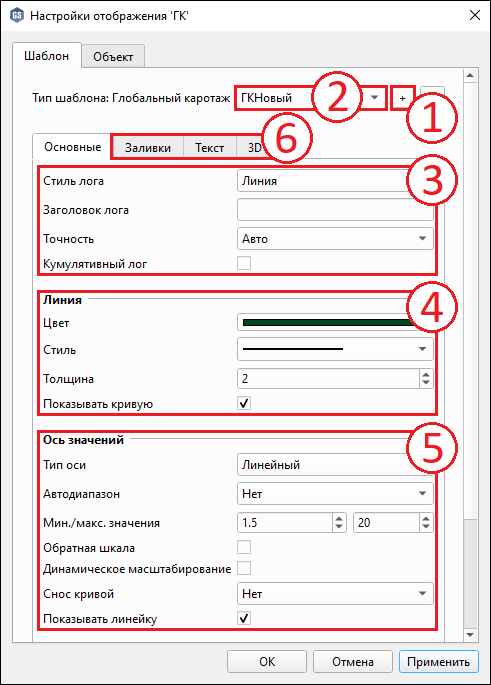 GS Настройки отображения 'ГК'
Шаблон Объект
Тип шаблона: Глобальный каротаж ГКНовый 2 + 1
Основные Заливки Текст 3D 6
Стиль лога Линия 3
Заголовок лога
Точность Авто
Кумулятивный лог
Линия 4
Цвет
Стиль
Толщина 2
Показывать кривую
Ось значений 5
Тип оси Линейный
Автодиапазон Нет
Мин./макс. значения 1.5 20
Обратная шкала
Динамическое масштабирование
Снос кривой Нет
Показывать линейку
ОК Отмена Применить